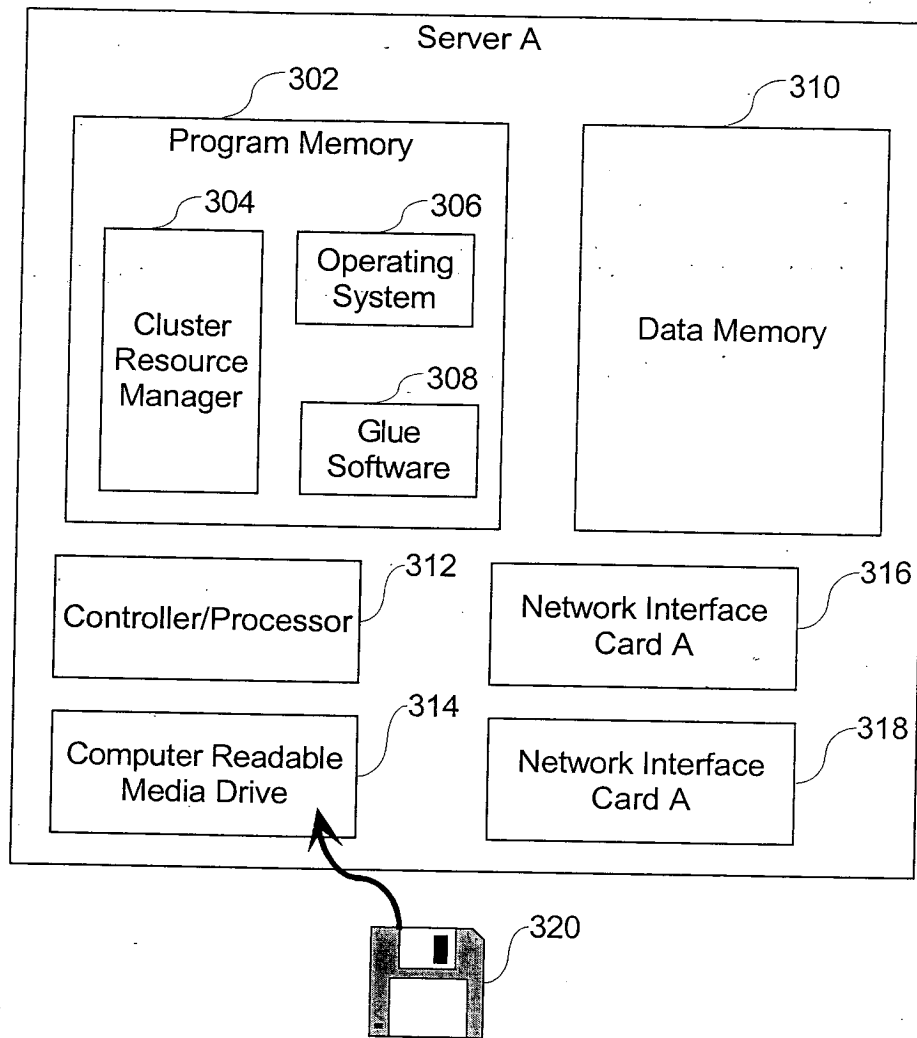 Server A
302
310
Program Memory
304
306
Operating
System
Cluster
Resource
Manager
Data Memory
308
Glue
Software
312
316
Controller/Processor
Network Interface
Card A
314
318
Computer Readable
Media Drive
Network Interface
Card A
320